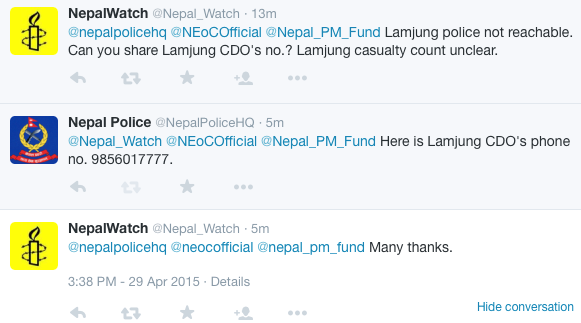 NepalWatch @Nepal_Watch · 13m
@nepalpolicehq @NEoCOfficial @Nepal_PM_Fund Lamjung police not reachable.
Can you share Lamjung CDO's no.? Lamjung casualty count unclear.
Nepal Police @NepalPoliceHQ · 5m
@Nepal_Watch @NEoCOfficial @Nepal_PM_Fund Here is Lamjung CDO's phone
no. 9856017777.
NepalWatch @Nepal_Watch · 5m
@nepalpolicehq @neocofficial @nepal_pm_fund Many thanks.
3:38 PM - 29 Apr 2015 · Details
Hide conversation